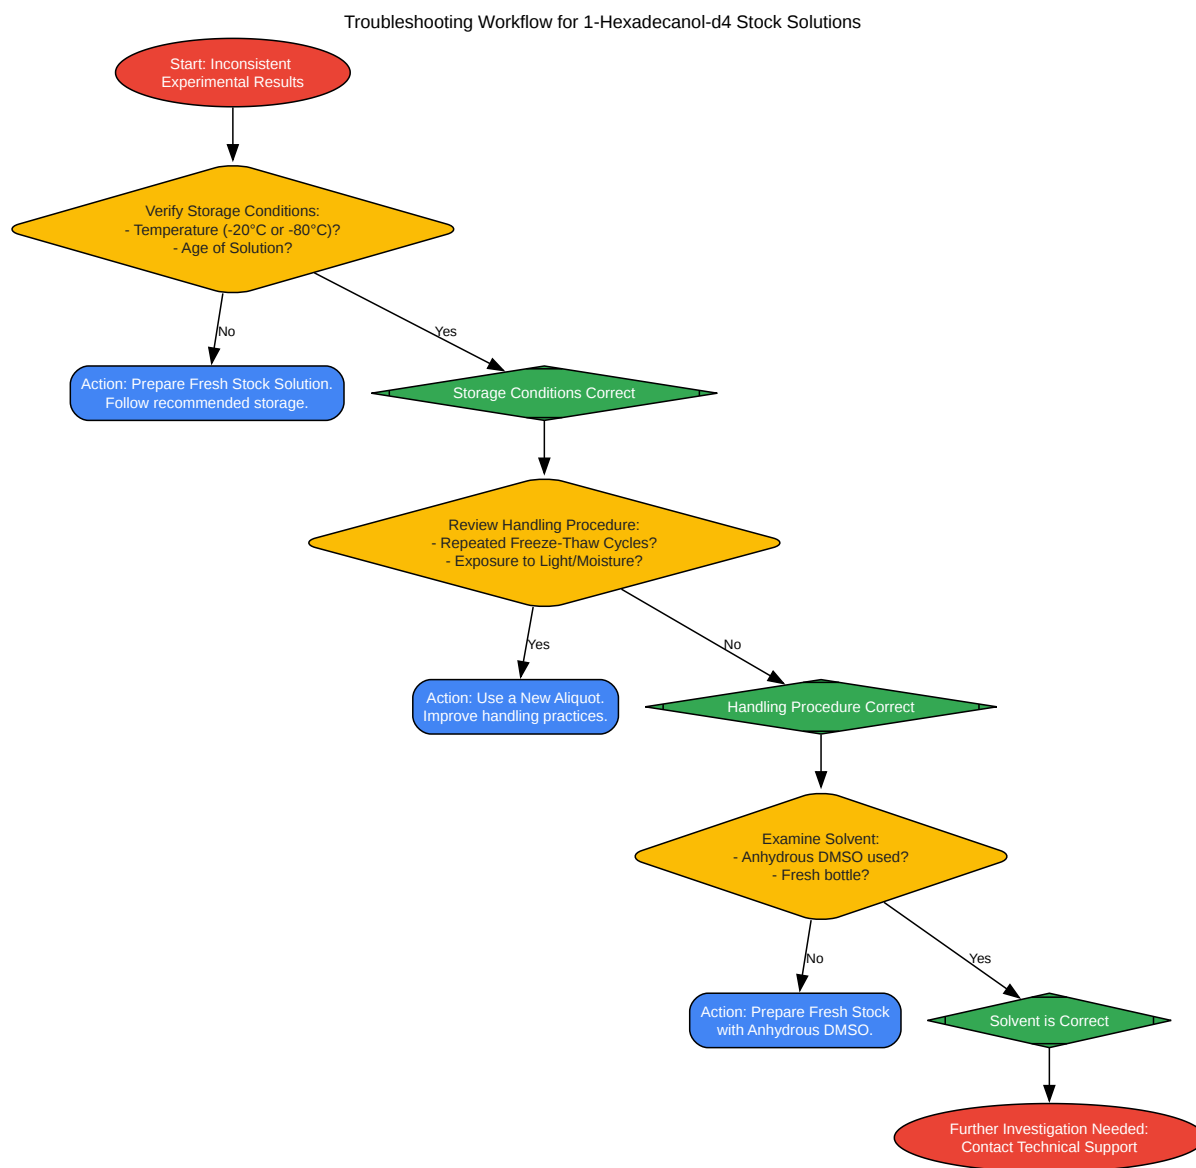 Troubleshooting Workflow for 1-Hexadecanol-d4 Stock Solutions
Start: Inconsistent
Experimental Results
Verify Storage Conditions:
- Temperature (-20°C or -80°C)?
- Age of Solution?
No
Yes
Action: Prepare Fresh Stock Solution.
Follow recommended storage.
Storage Conditions Correct
Review Handling Procedure:
- Repeated Freeze-Thaw Cycles?
- Exposure to Light/Moisture?
Yes
No
Action: Use a New Aliquot.
Improve handling practices.
Handling Procedure Correct
Examine Solvent:
- Anhydrous DMSO used?
- Fresh bottle?
No
Yes
Action: Prepare Fresh Stock
with Anhydrous DMSO.
Solvent is Correct
Further Investigation Needed:
Contact Technical Support